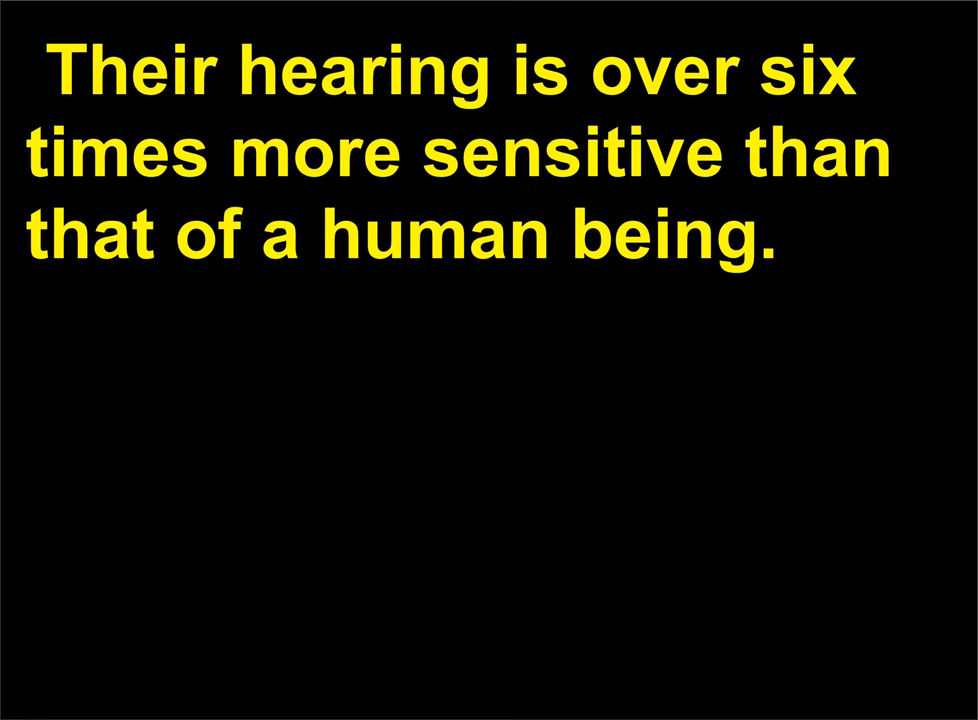 Their hearing is over six
times more sensitive than
that of a human being.